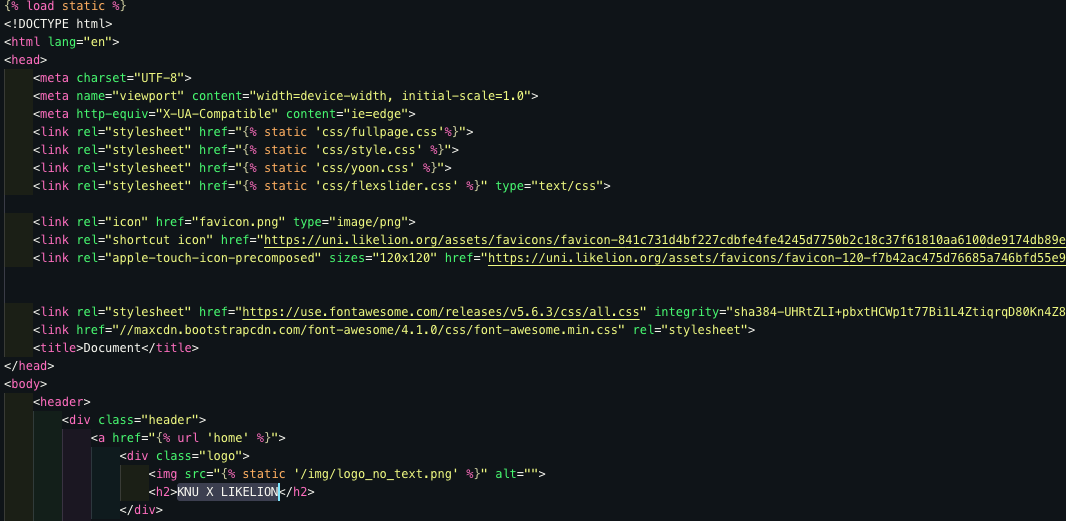 {% load static %}
<!DOCTYPE html>
<html lang="en">
<head>
<meta charset="UTF-8">
<meta name="viewport" content="width=device-width, initial-scale=1.0">
<meta http-equiv="X-UA-Compatible" content="ie=edge">
<link rel="stylesheet" href="{% static 'css/fullpage.css'%}">
<link rel="stylesheet" href="{% static 'css/style.css' %}">
<link rel="stylesheet" href="{% static 'css/yoon.css' %}">
<link rel="stylesheet" href="{% static 'css/flexslider.css' %}" type="text/css">
<link rel="icon" href="favicon.png" type="image/png">
<link rel="shortcut icon" href="https://uni.likelion.org/assets/favicons/favicon-841c731d4bf227cdbfe4fe4245d7750b2c18c37f61810aa6100de9174db89e
<link rel="apple-touch-icon-precomposed" sizes="120x120" href="https://uni.likelion.org/assets/favicons/favicon-120-f7b42ac475d76685a746bfd55e9
<link rel="stylesheet" href="https://use.fontawesome.com/releases/v5.6.3/css/all.css" integrity="sha384-UHRtZLI+pbxtHCWp1t77Bi1L4ZtiqrqD80Kn4Z8
<link href="//maxcdn.bootstrapcdn.com/font-awesome/4.1.0/css/font-awesome.min.css" rel="stylesheet">
<title>Document</title>
</head>
<body>
<header>
<div class="header">
<a href="{% url 'home' %}">
<div class="logo">
<img src="{% static '/img/logo_no_text.png' %}" alt="">
<h2>KNU X LIKELION</h2>
</div>